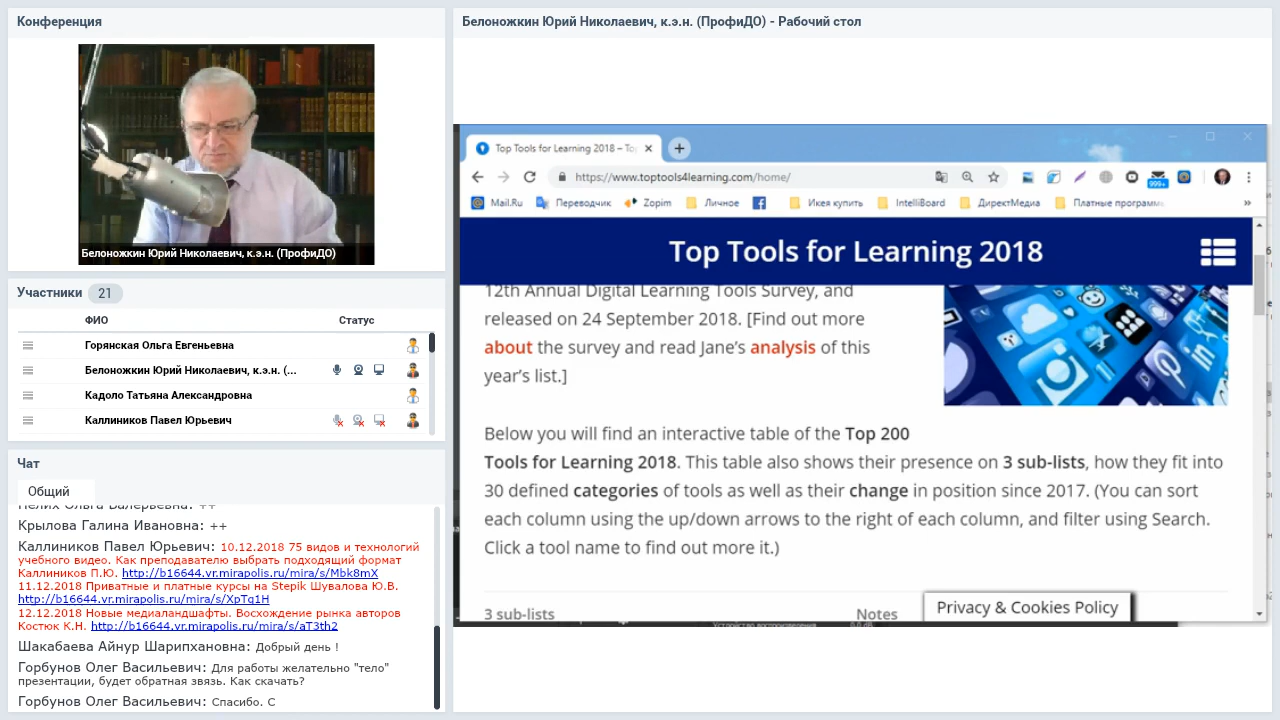 Конференция
Белоножкин Юрий Николаевич, к.э.н. (ПрофиДО)
Участники 21
ФИО Статус
Горянская Ольга Евгеньевна
Белоножкин Юрий Николаевич, к.э.н. (...
Кадоло Татьяна Александровна
Каллиников Павел Юрьевич
Чат
Общий
Крылова Галина Ивановна: ++
Каллиников Павел Юрьевич: 10.12.2018 75 видов и технологий
учебного видео. Как преподавателю выбрать подходящий формат
Каллиников П.Ю. http://b16644.vr.mirapolis.ru/mira/s/Mbk8mX
11.12.2018 Приватные и платные курсы на Stepik Шувалова Ю.В.
http://b16644.vr.mirapolis.ru/mira/s/XpTq1H
12.12.2018 Новые медиаландшафты. Восхождение рынка авторов
Костюк К.Н. http://b16644.vr.mirapolis.ru/mira/s/aT3th2
Шакабаева Айнур Шарипхановна: Добрый день !
Горбунов Олег Васильевич: Для работы желательно "тело"
презентации, будет обратная звязь. Как скачать?
Горбунов Олег Васильевич: Спасибо. С
Белоножкин Юрий Николаевич, к.э.н. (ПрофиДО) - Рабочий стол
Top Tools for Learning 2018 – To
https://www.toptools4learning.com/home/
999+
Mail.Ru Переводчик Zopim Личное Икея купить IntelliBoard ДиректМедиа Платные программ
Top Tools for Learning 2018
12th Annual Digital Learning Tools Survey, and
released on 24 September 2018. [Find out more
about the survey and read Jane’s analysis of this
year’s list.]
Below you will find an interactive table of the Top 200
Tools for Learning 2018. This table also shows their presence on 3 sub-lists, how they fit into
30 defined categories of tools as well as their change in position since 2017. (You can sort
each column using the up/down arrows to the right of each column, and filter using Search.
Click a tool name to find out more it.)
3 sub-lists Notes
Privacy & Cookies Policy